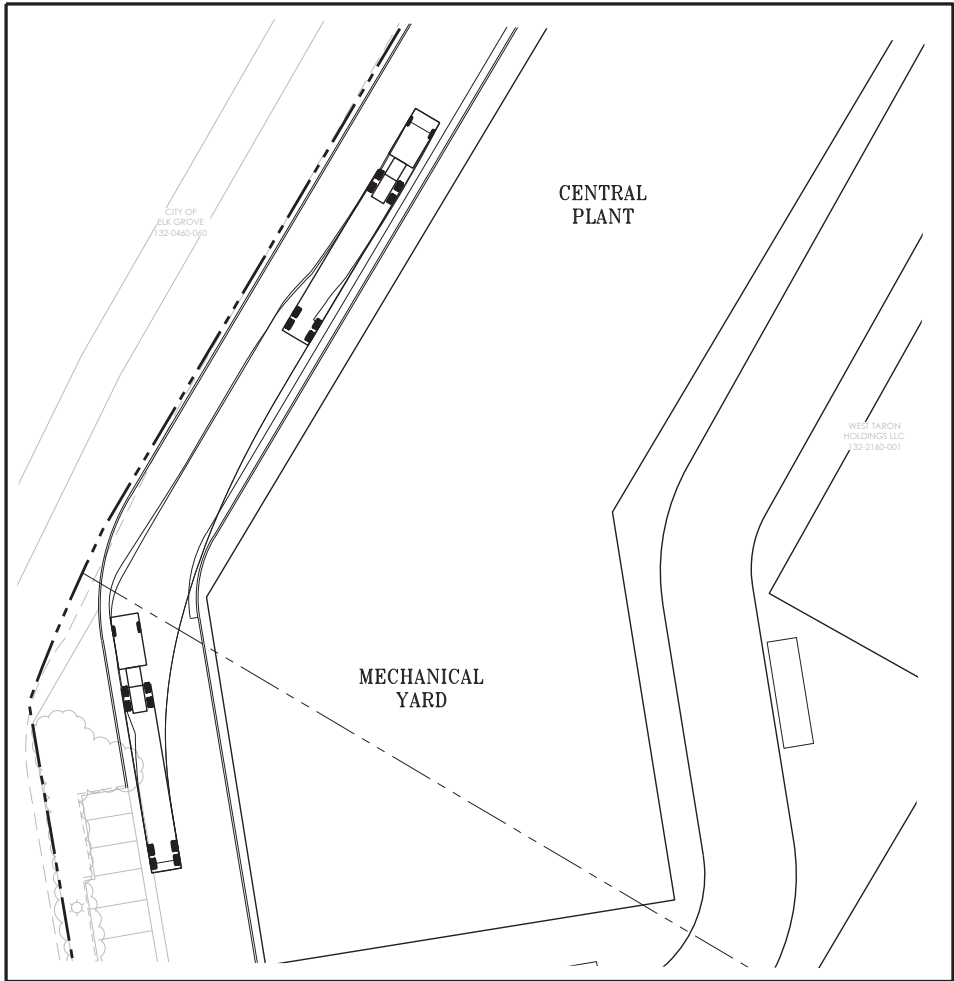 CENTRAL
PLANT
CITY OF
ELK GROVE
132-0460-060
WEST TARON
HOLDINGS LLC
132-2160-001
MECHANICAL
YARD